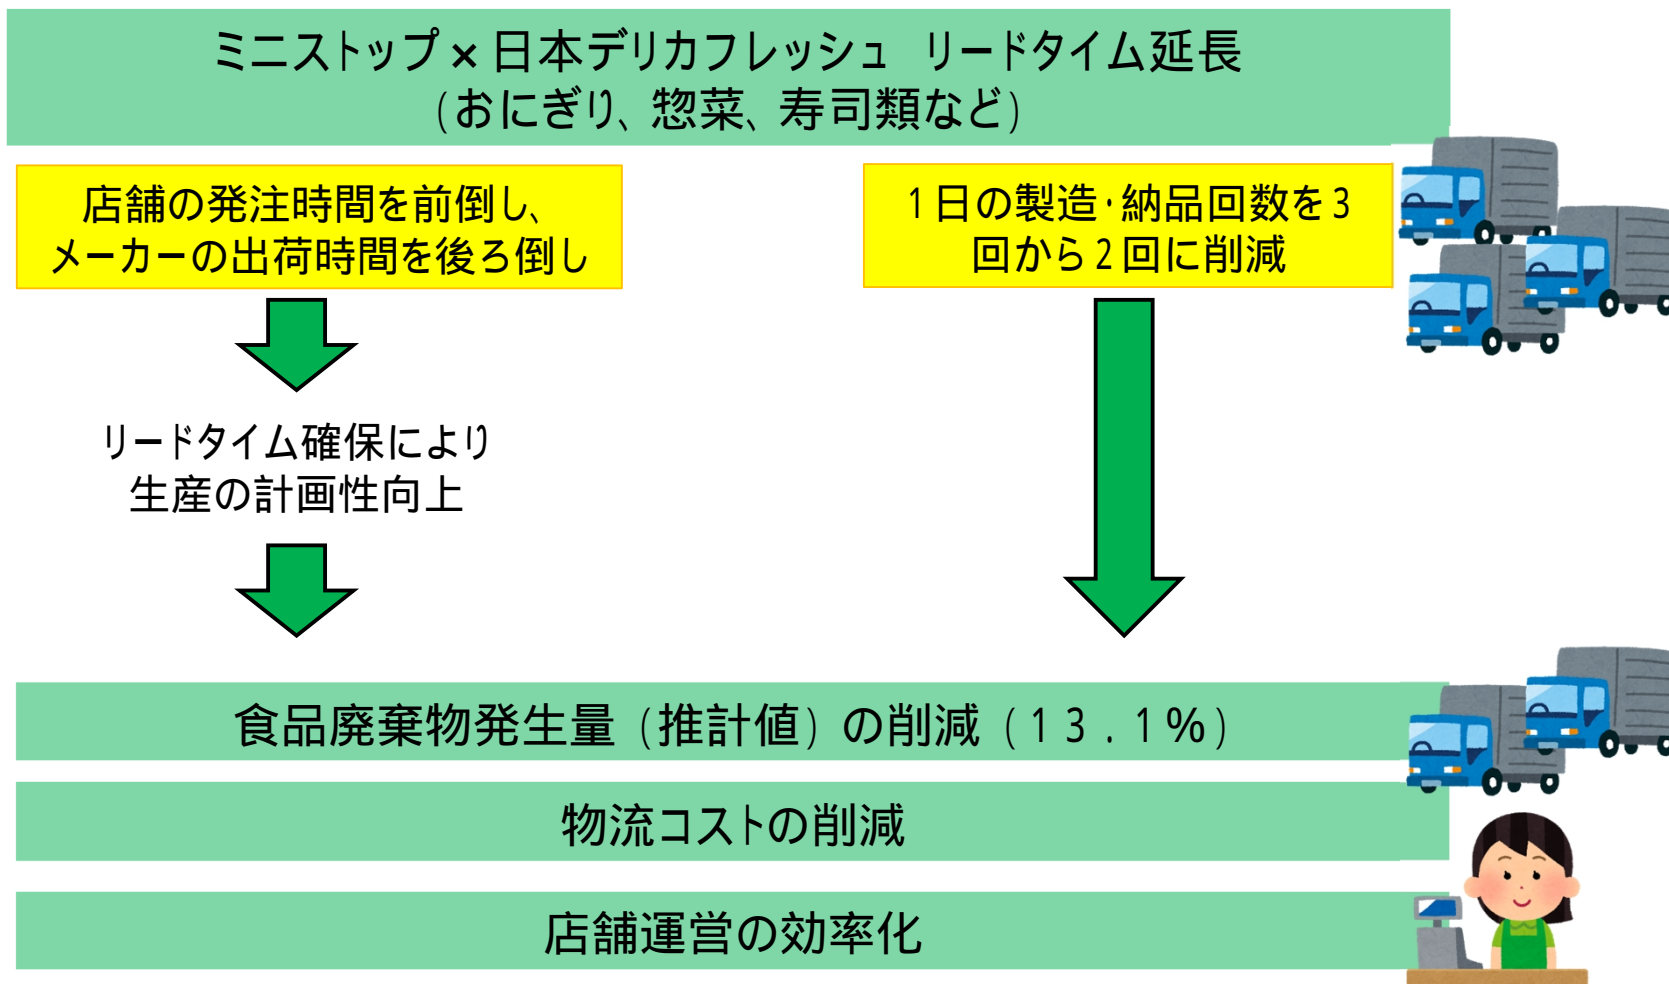 ミニストップ×日本デリカフレッシュ リードタイム延長
(おにぎり、惣菜、寿司類など)
店舗の発注時間を前倒し、
メーカーの出荷時間を後ろ倒し
1日の製造・納品回数を3
回から2回に削減
リードタイム確保により
生産の計画性向上
食品廃棄物発生量(推計値)の削減(13.1%)
物流コストの削減
店舗運営の効率化